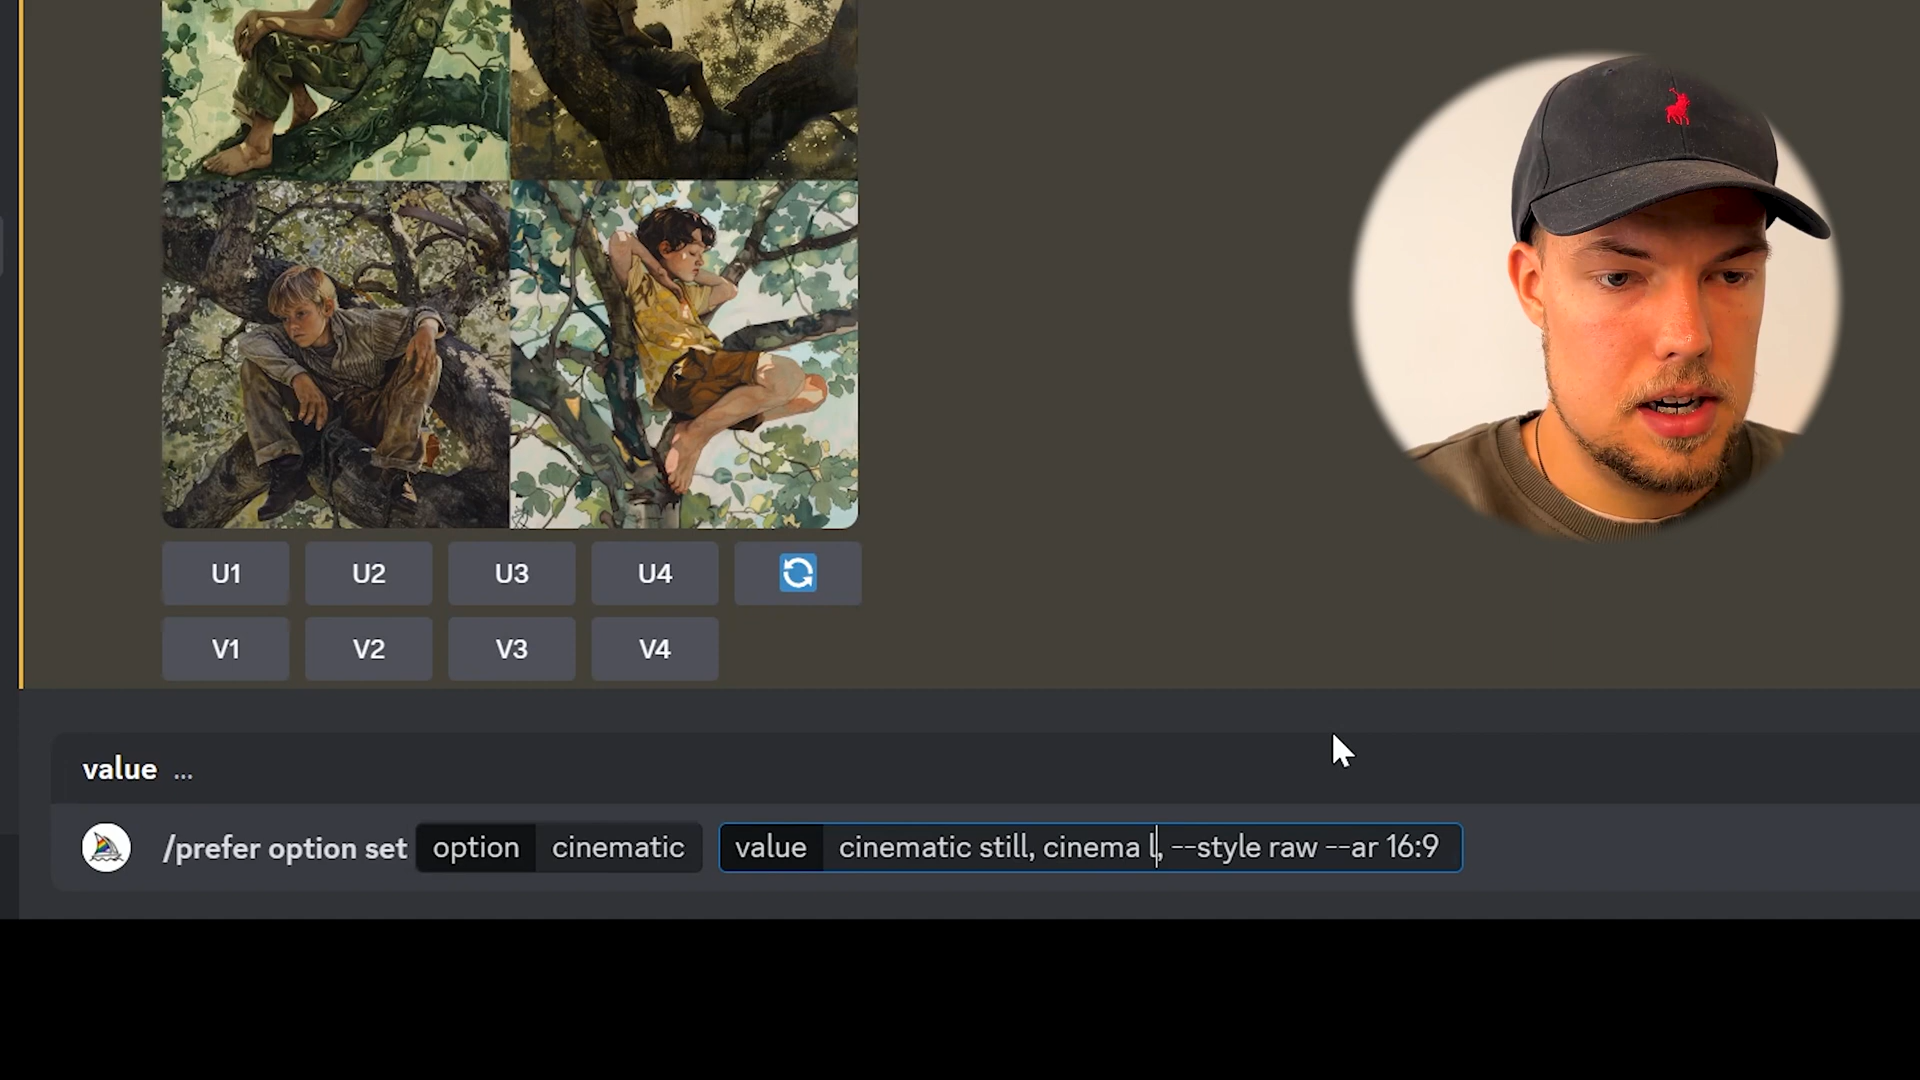 U1 U2 U3 U4
V1 V2 V3 V4
value ...
/prefer option set option cinematic value cinematic still, cinema l, --style raw --ar 16:9